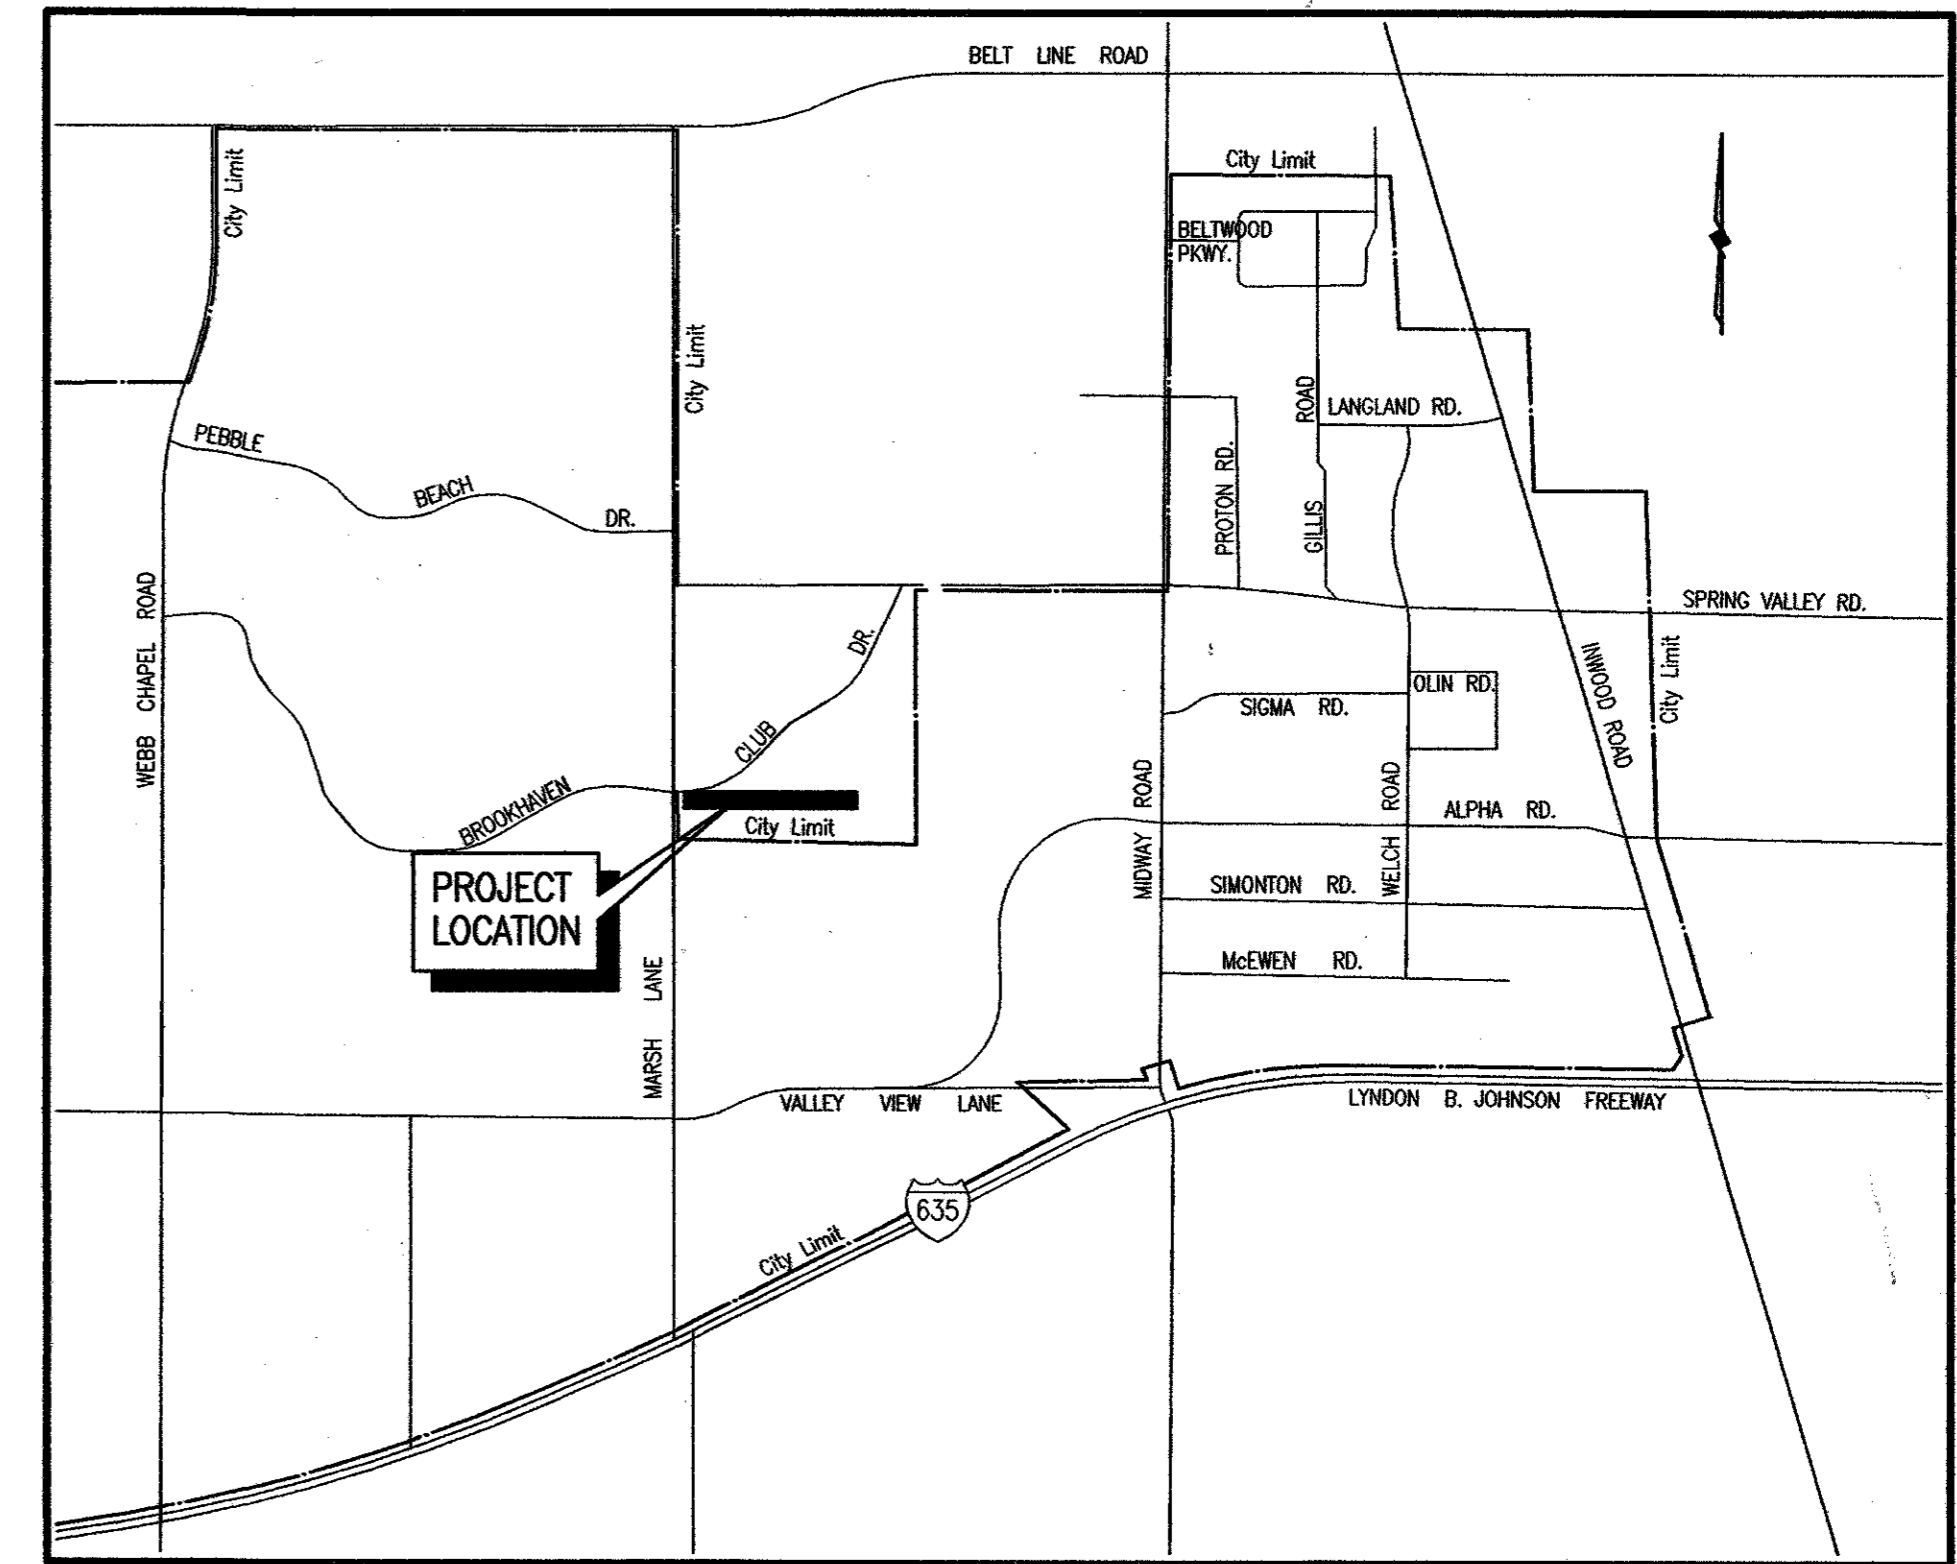 BELT LINE ROAD
City Limit
City Limit
BELTWOOD
PKWY.
City Limit
ROAD
LANGLAND RD.
PEBBLE
BEACH
DR.
PROTON RD.
GILLIS
WEBB CHAPEL ROAD
SPRING VALLEY RD.
DR.
CLUB
BROOKHAVEN
OLIN RD.
SIGMA RD.
INWOOD ROAD
City Limit
City Limit
MIDWAY ROAD
WELCH ROAD
ALPHA RD.
PROJECT
LOCATION
SIMONTON RD.
McEWEN RD.
MARSH LANE
VALLEY VIEW LANE
LYNDON B. JOHNSON FREEWAY
635
City Limit